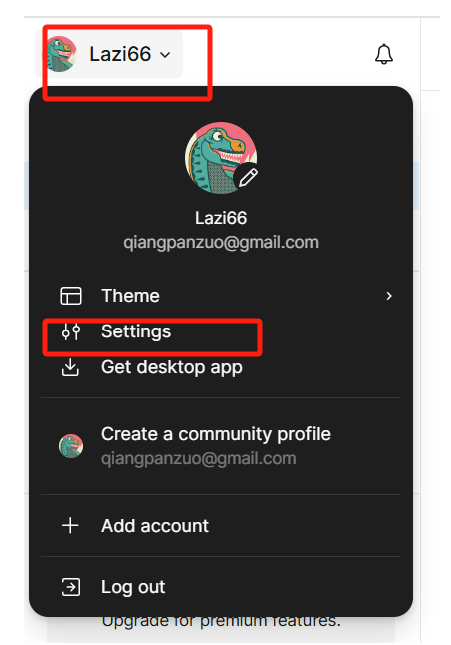 Lazi66
Lazi66
qiangpanzuo@gmail.com
Theme
Settings
Get desktop app
Create a community profile
qiangpanzuo@gmail.com
Add account
Log out
Upgrade for premium features.